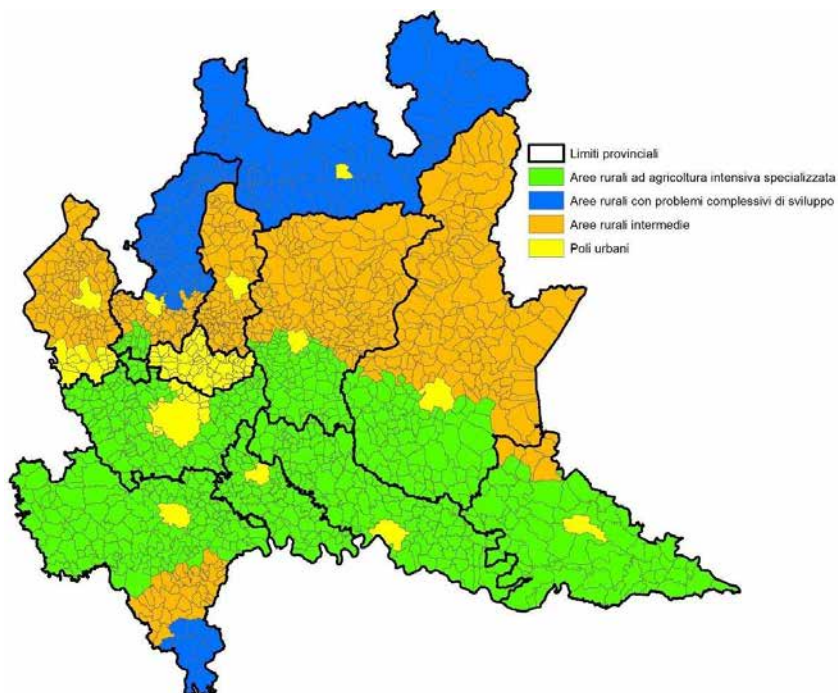 Limiti provinciali
Aree rurali ad agricoltura intensiva specializzata
Aree rurali con problemi complessivi di sviluppo
Aree rurali intermedie
Poli urbani